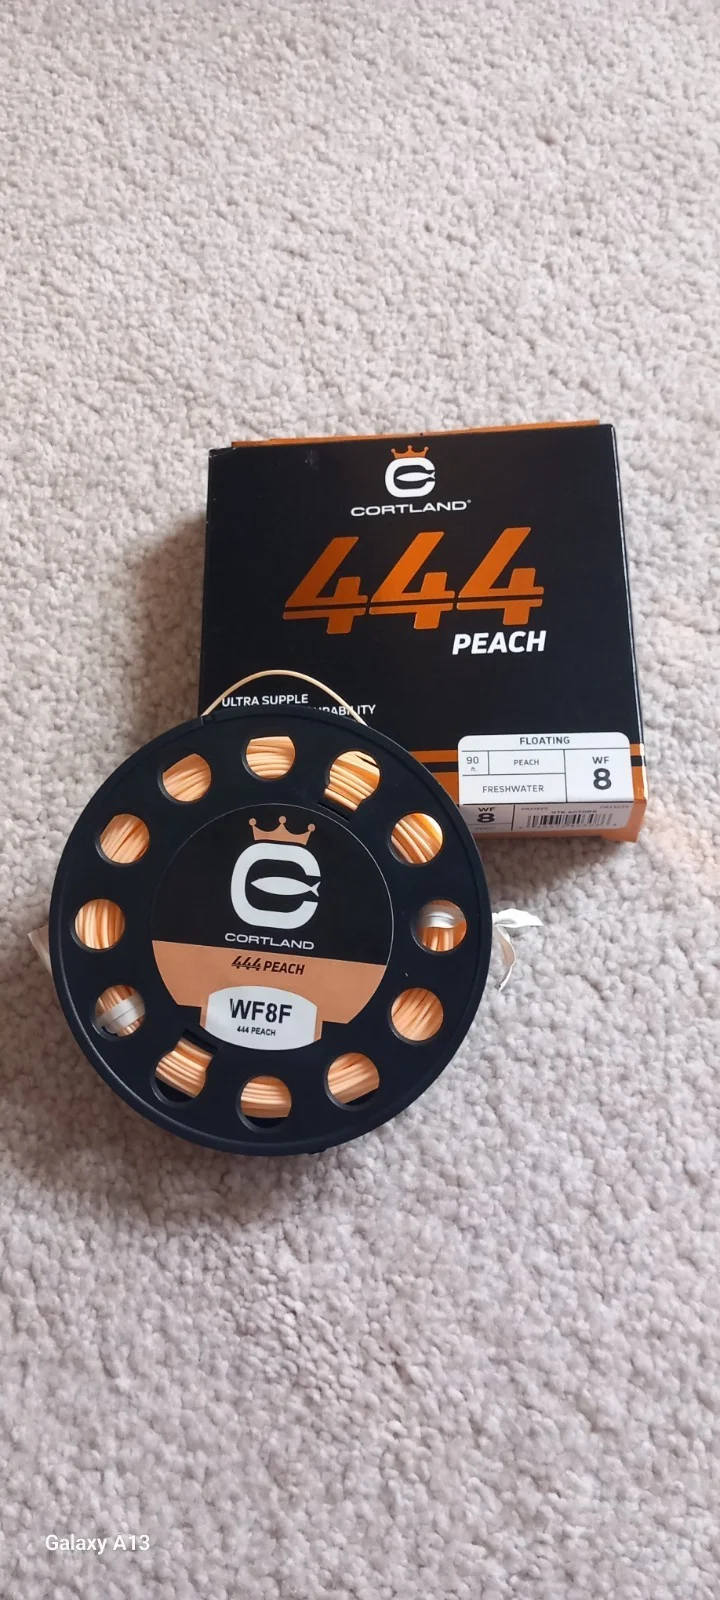 CORTLAND®
444
PEACH
ULTRA SUPPLE
FLOATING
90 ft.
PEACH
FRESHWATER
WF
8
WF
8
CORTLAND
444 PEACH
WF8F
444 PEACH
Galaxy A13